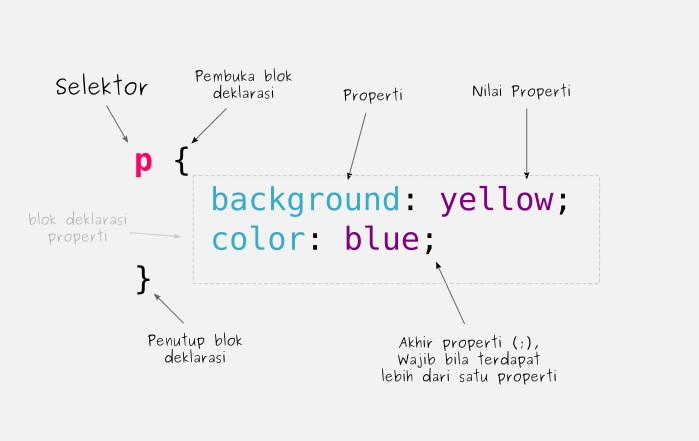 Selektor
Pembuka blok
deklarasi
Properti
Nilai Properti
p {
background: yellow;
color: blue;
blok deklarasi
properti
}
Penutup blok
deklarasi
Akhir properti (;),
Wajib bila terdapat
lebih dari satu properti